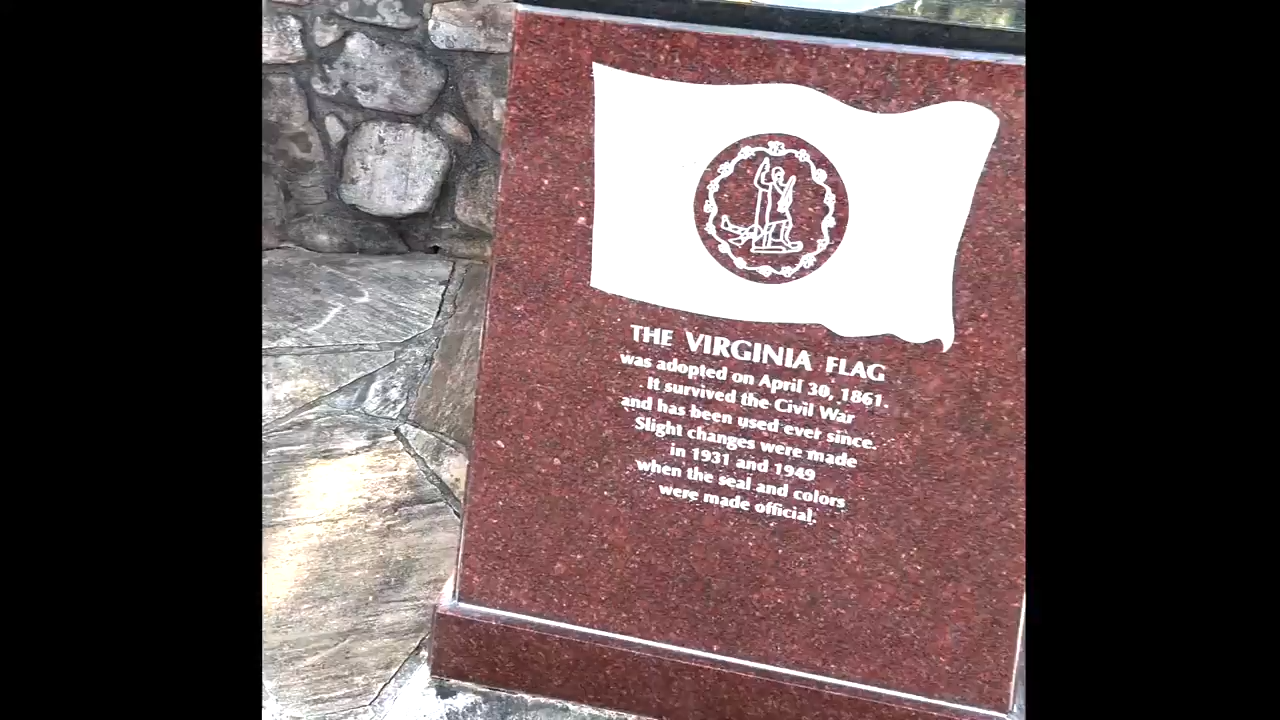 THE VIRGINIA FLAG
was adopted on April 30, 1861.
It survived the Civil War
and has been used ever since.
Slight changes were made
in 1931 and 1949
when the seal and colors
were made official.